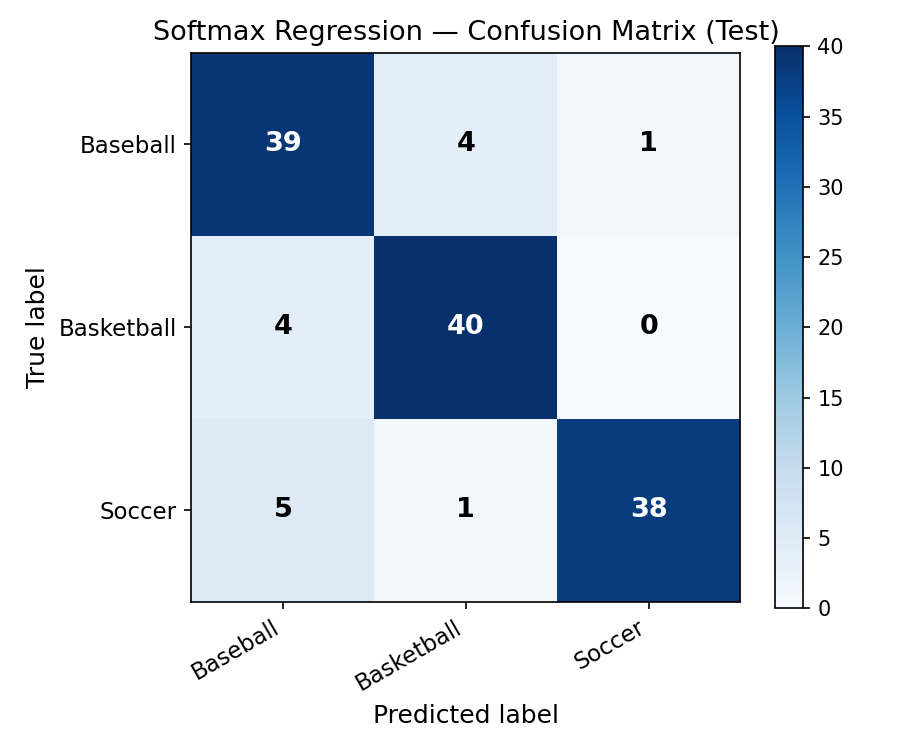 Softmax Regression — Confusion Matrix (Test)
True label
Baseball
39
4
1
Basketball
4
40
0
Soccer
5
1
38
Baseball
Basketball
Soccer
Predicted label
40
35
30
25
20
15
10
5
0